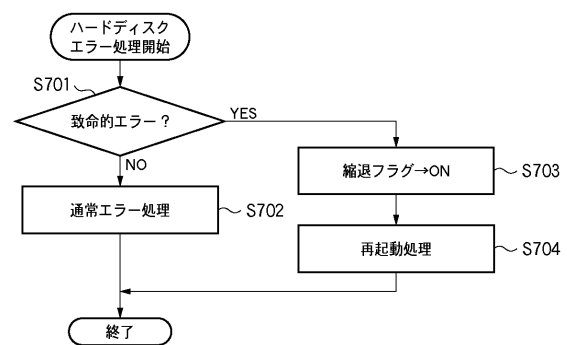 ハードディスク
エラー処理開始
S701
致命的エラー？
YES
NO
縮退フラグ→ON
S703
通常エラー処理
S702
再起動処理
S704
終了